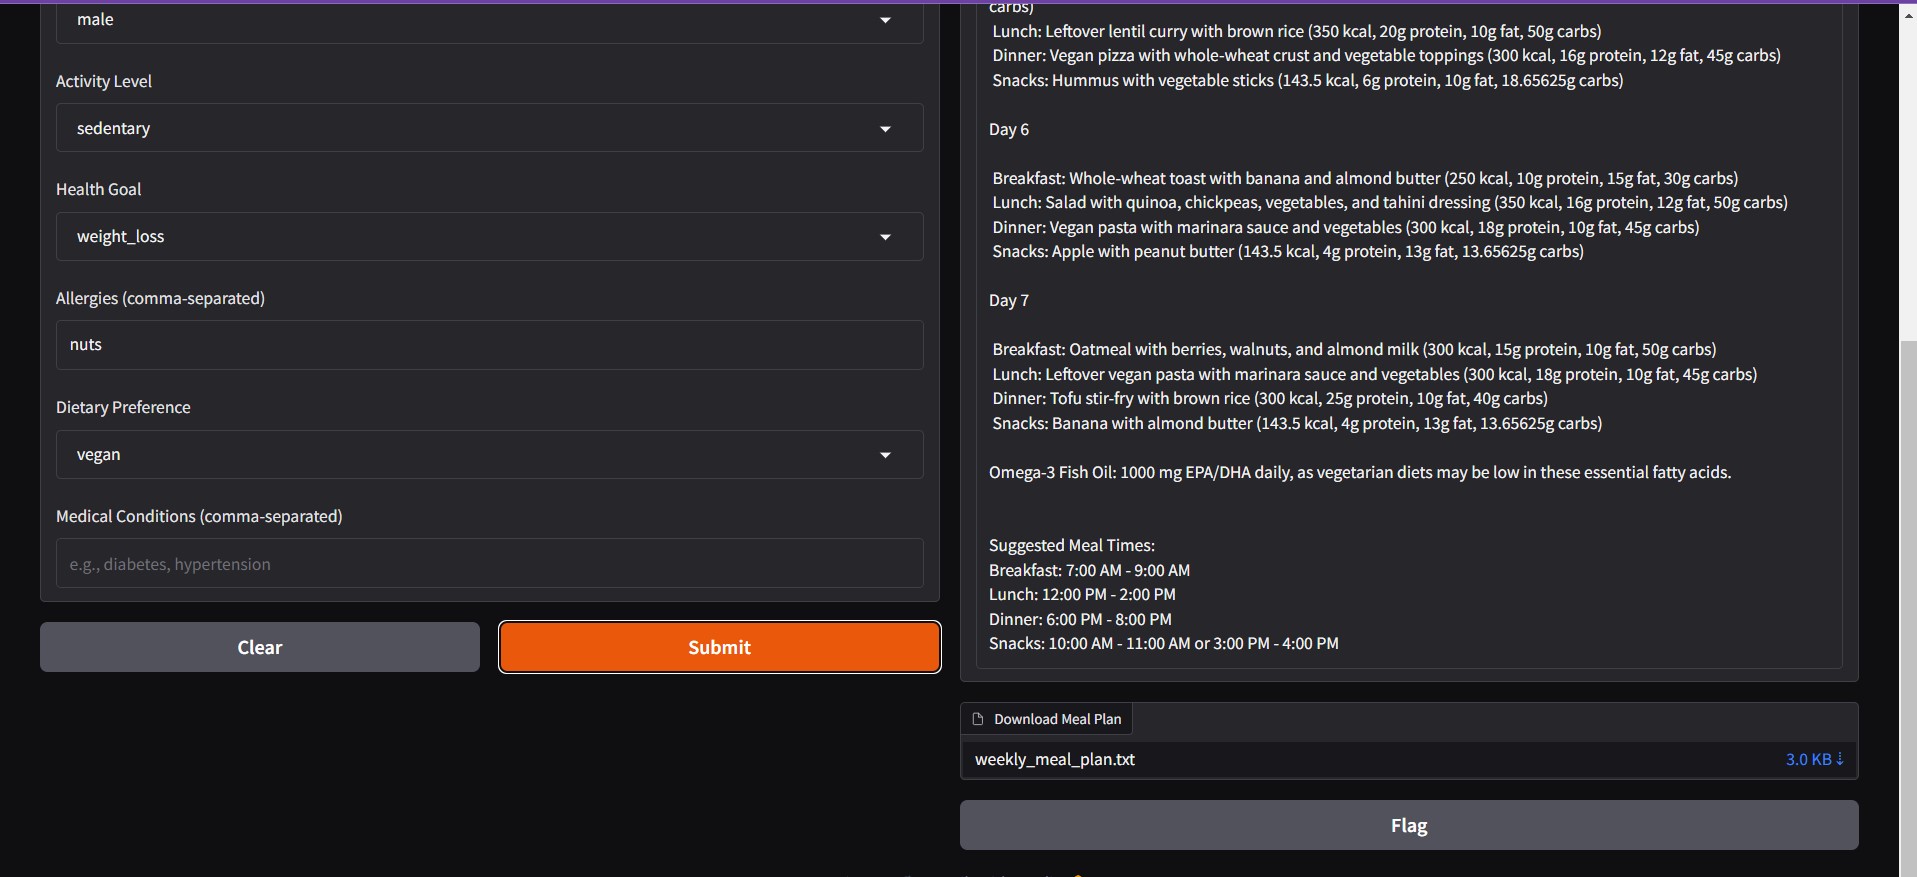 male
Activity Level
sedentary
Health Goal
weight_loss
Allergies (comma-separated)
nuts
Dietary Preference
vegan
Medical Conditions (comma-separated)
e.g., diabetes, hypertension
Clear
Submit
carbs)
Lunch: Leftover lentil curry with brown rice (350 kcal, 20g protein, 10g fat, 50g carbs)
Dinner: Vegan pizza with whole-wheat crust and vegetable toppings (300 kcal, 16g protein, 12g fat, 45g carbs)
Snacks: Hummus with vegetable sticks (143.5 kcal, 6g protein, 10g fat, 18.65625g carbs)
Day 6
Breakfast: Whole-wheat toast with banana and almond butter (250 kcal, 10g protein, 15g fat, 30g carbs)
Lunch: Salad with quinoa, chickpeas, vegetables, and tahini dressing (350 kcal, 16g protein, 12g fat, 50g carbs)
Dinner: Vegan pasta with marinara sauce and vegetables (300 kcal, 18g protein, 10g fat, 45g carbs)
Snacks: Apple with peanut butter (143.5 kcal, 4g protein, 13g fat, 13.65625g carbs)
Day 7
Breakfast: Oatmeal with berries, walnuts, and almond milk (300 kcal, 15g protein, 10g fat, 50g carbs)
Lunch: Leftover vegan pasta with marinara sauce and vegetables (300 kcal, 18g protein, 10g fat, 45g carbs)
Dinner: Tofu stir-fry with brown rice (300 kcal, 25g protein, 10g fat, 40g carbs)
Snacks: Banana with almond butter (143.5 kcal, 4g protein, 13g fat, 13.65625g carbs)
Omega-3 Fish Oil: 1000 mg EPA/DHA daily, as vegetarian diets may be low in these essential fatty acids.
Suggested Meal Times:
Breakfast: 7:00 AM - 9:00 AM
Lunch: 12:00 PM - 2:00 PM
Dinner: 6:00 PM - 8:00 PM
Snacks: 10:00 AM - 11:00 AM or 3:00 PM - 4:00 PM
Download Meal Plan
weekly_meal_plan.txt 3.0 KB ⇣
Flag